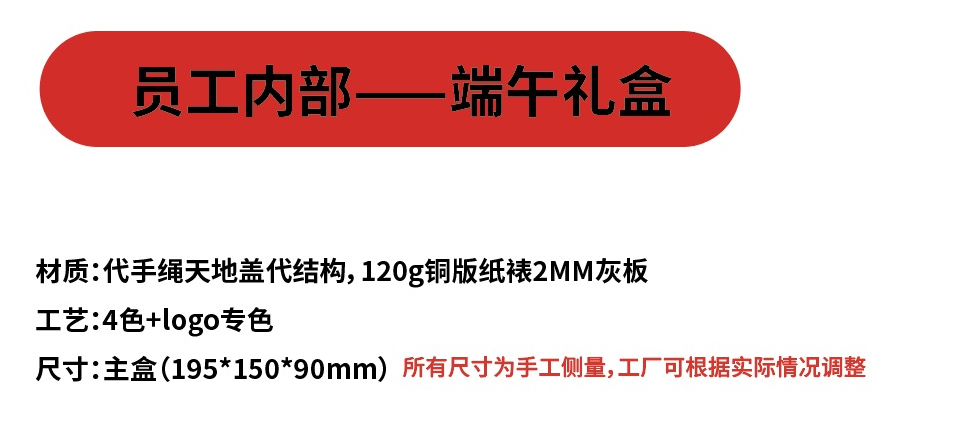 员工内部——端午礼盒
材质：代手绳天地盖代结构，120g铜版纸裱2MM灰板
工艺：4色+logo专色
尺寸：主盒（195*150*90mm） 所有尺寸为手工侧量，工厂可根据实际情况调整